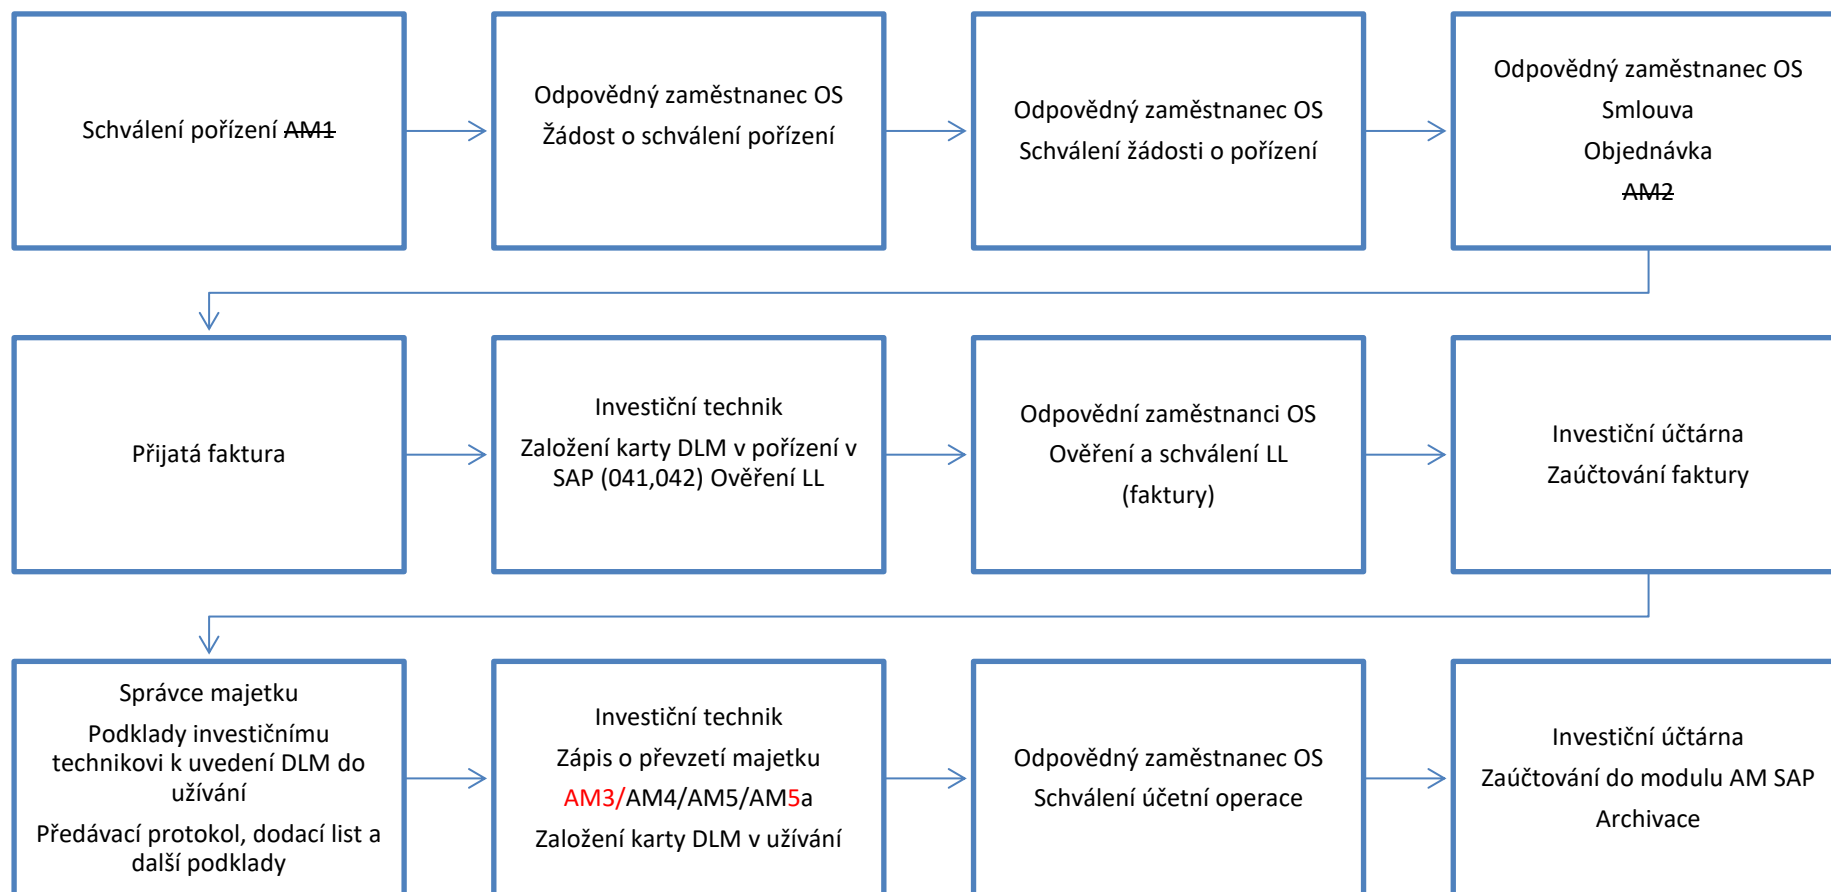 Schválení pořízení AM1
Odpovědný zaměstnanec OS
Žádost o schválení pořízení
Odpovědný zaměstnanec OS
Schválení žádosti o pořízení
Odpovědný zaměstnanec OS
Smlouva
Objednávka
AM2
Přijatá faktura
Investiční technik
Založení karty DLM v pořízení v
SAP (041,042) Ověření LL
Odpovědní zaměstnanci OS
Ověření a schválení LL
(faktury)
Investiční účtárna
Zaúčtování faktury
Správce majetku
Podklady investičnímu
technikovi k uvedení DLM do
užívání
Předávací protokol, dodací list a
další podklady
Investiční technik
Zápis o převzetí majetku
AM3/AM4/AM5/AM5a
Založení karty DLM v užívání
Odpovědný zaměstnanec OS
Schválení účetní operace
Investiční účtárna
Zaúčtování do modulu AM SAP
Archivace